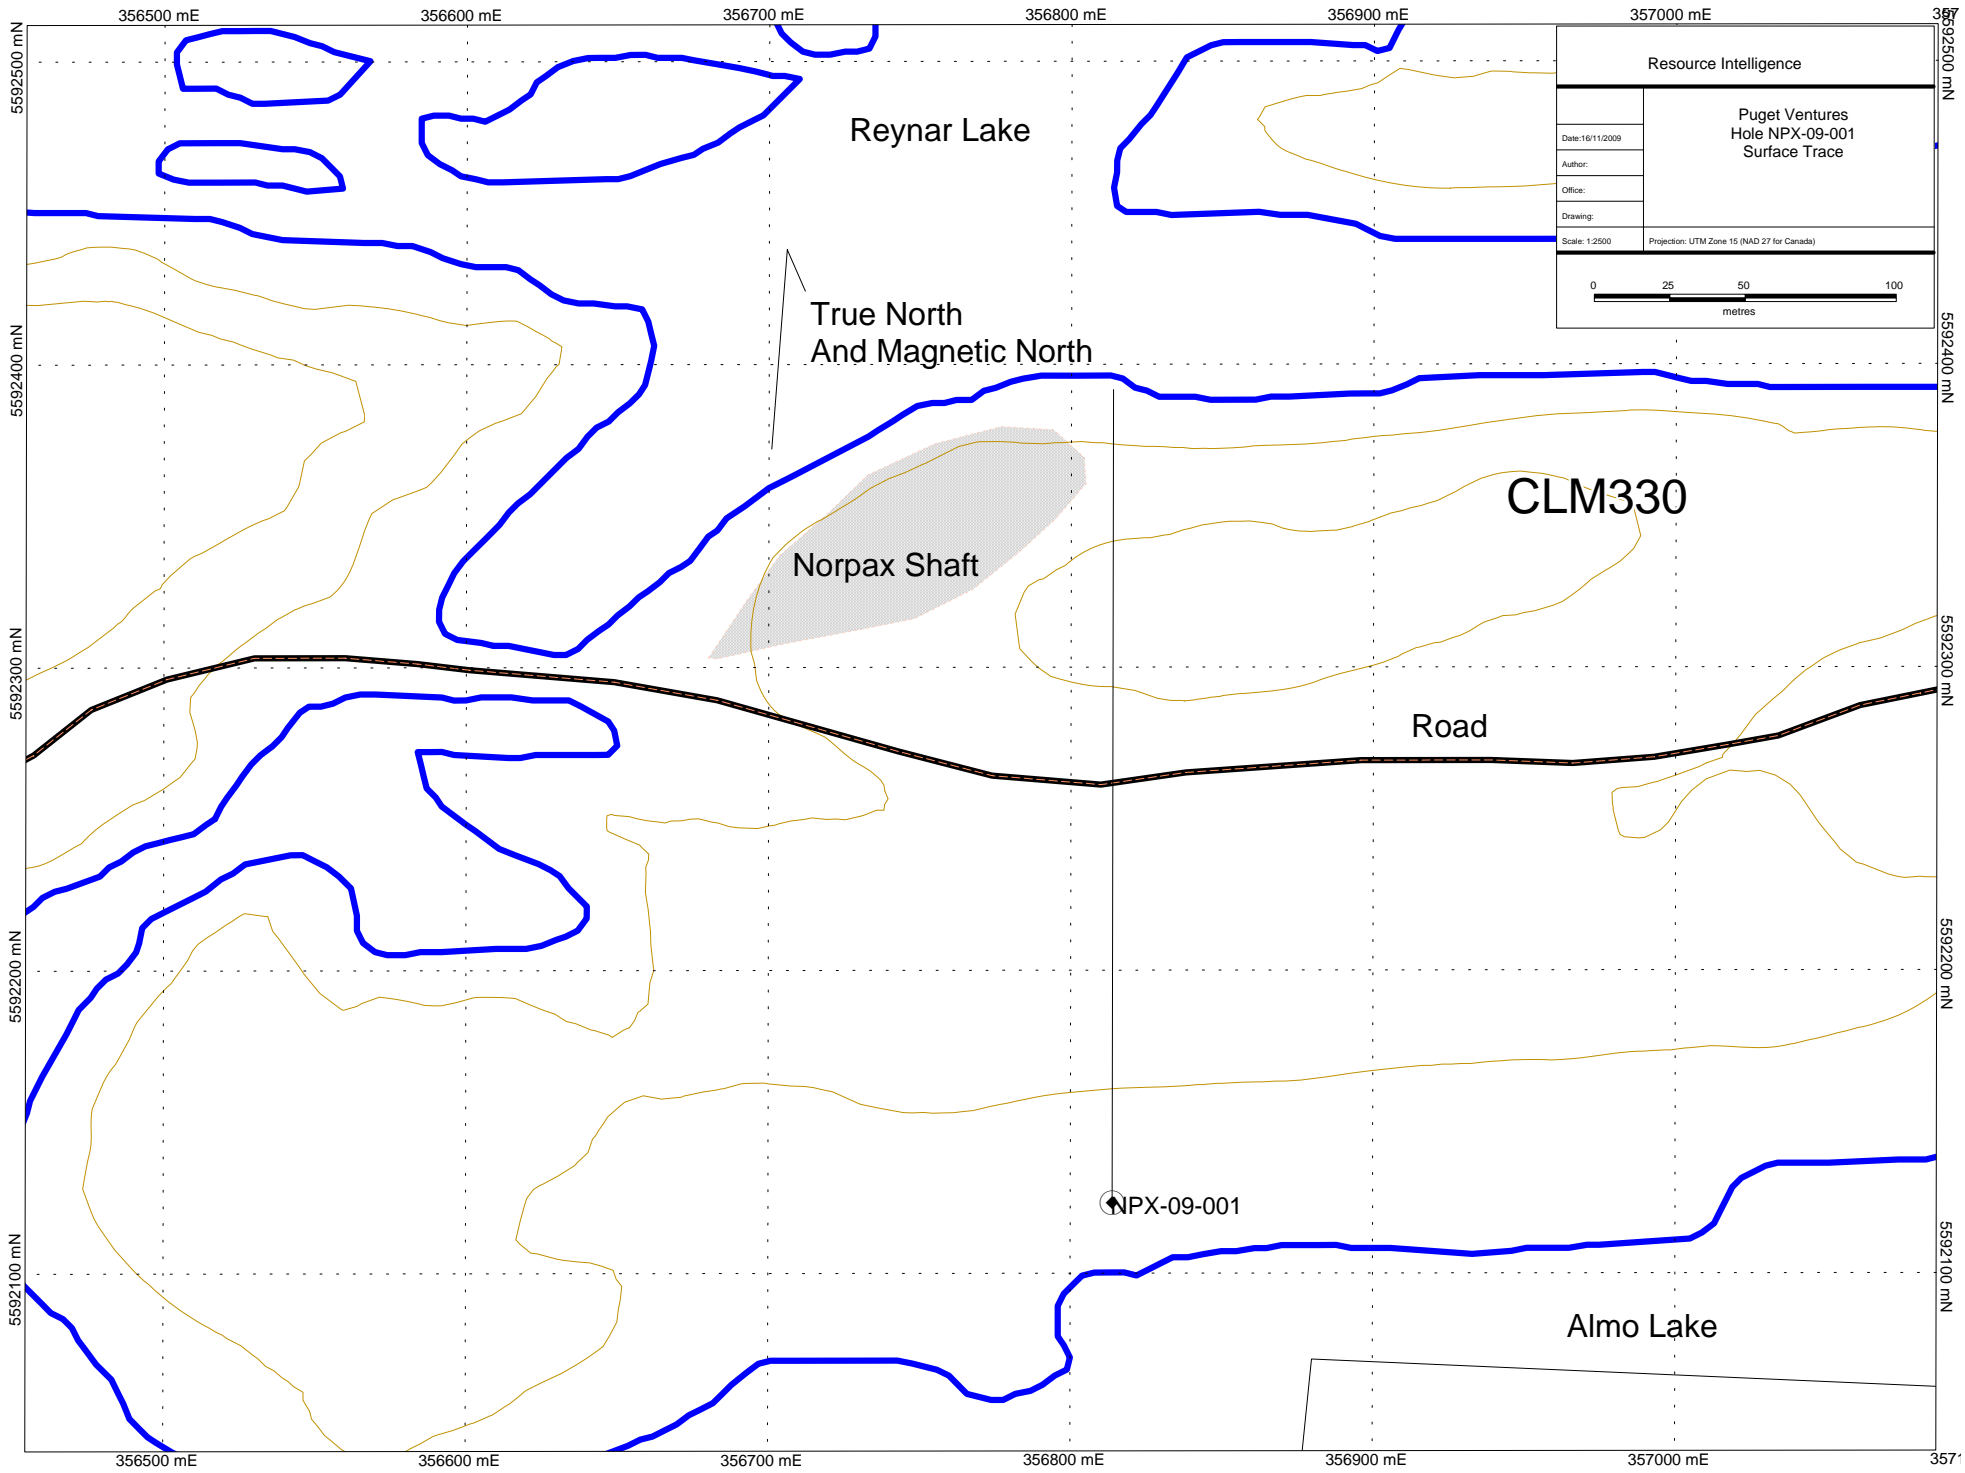 356500 mE
356600 mE
356700 mE
356800 mE
356900 mE
357000 mE
357
5592500 mN
5592500 mN
Resource Intelligence
Puget Ventures
Hole NPX-09-001
Surface Trace
Date:16/11/2009
Author:
Office:
Drawing:
Scale: 1:2500
Projection: UTM Zone 15 (NAD 27 for Canada)
0 25 50 100
metres
Reynar Lake
True North
And Magnetic North
5592400 mN
5592400 mN
CLM330
Norpax Shaft
5592300 mN
5592300 mN
Road
5592200 mN
5592200 mN
NPX-09-001
5592100 mN
5592100 mN
Almo Lake
356500 mE
356600 mE
356700 mE
356800 mE
356900 mE
357000 mE
3571